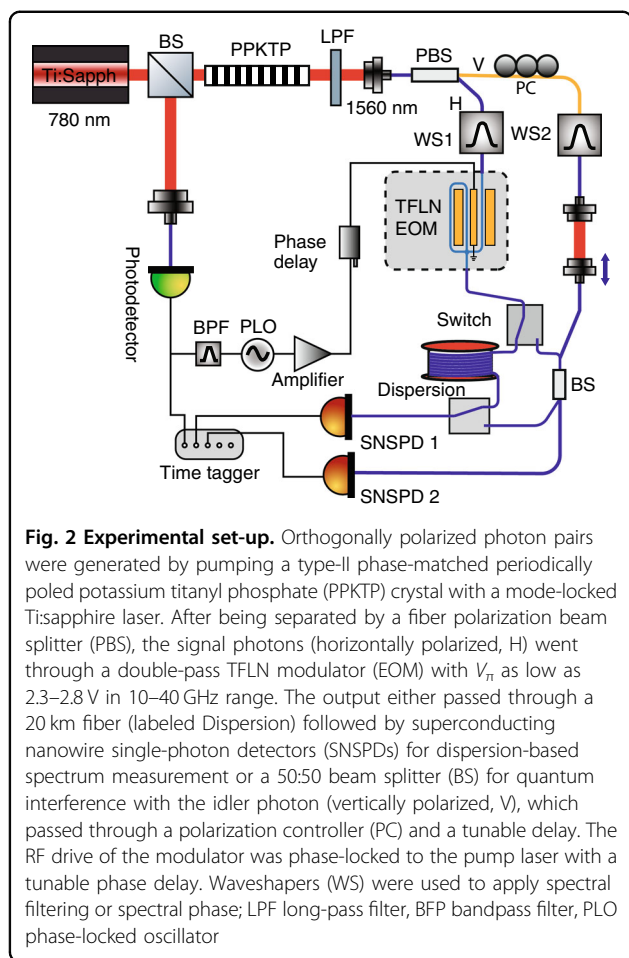 BS
PPKTP
LPF
PBS
V
PC
Ti:Sapph
780 nm
1560 nm
H
WS1
WS2
TFLN
EOM
Phase
delay
Photodetector
BPF
PLO
Amplifier
Switch
Dispersion
BS
SNSPD 1
Time tagger
SNSPD 2
Fig. 2 Experimental set-up. Orthogonally polarized photon pairs
were generated by pumping a type-II phase-matched periodically
poled potassium titanyl phosphate (PPKTP) crystal with a mode-locked
Ti:sapphire laser. After being separated by a fiber polarization beam
splitter (PBS), the signal photons (horizontally polarized, H) went
through a double-pass TFLN modulator (EOM) with Vπ as low as
2.3–2.8 V in 10–40 GHz range. The output either passed through a
20 km fiber (labeled Dispersion) followed by superconducting
nanowire single-photon detectors (SNSPDs) for dispersion-based
spectrum measurement or a 50:50 beam splitter (BS) for quantum
interference with the idler photon (vertically polarized, V), which
passed through a polarization controller (PC) and a tunable delay. The
RF drive of the modulator was phase-locked to the pump laser with a
tunable phase delay. Waveshapers (WS) were used to apply spectral
filtering or spectral phase; LPF long-pass filter, BFP bandpass filter, PLO
phase-locked oscillator